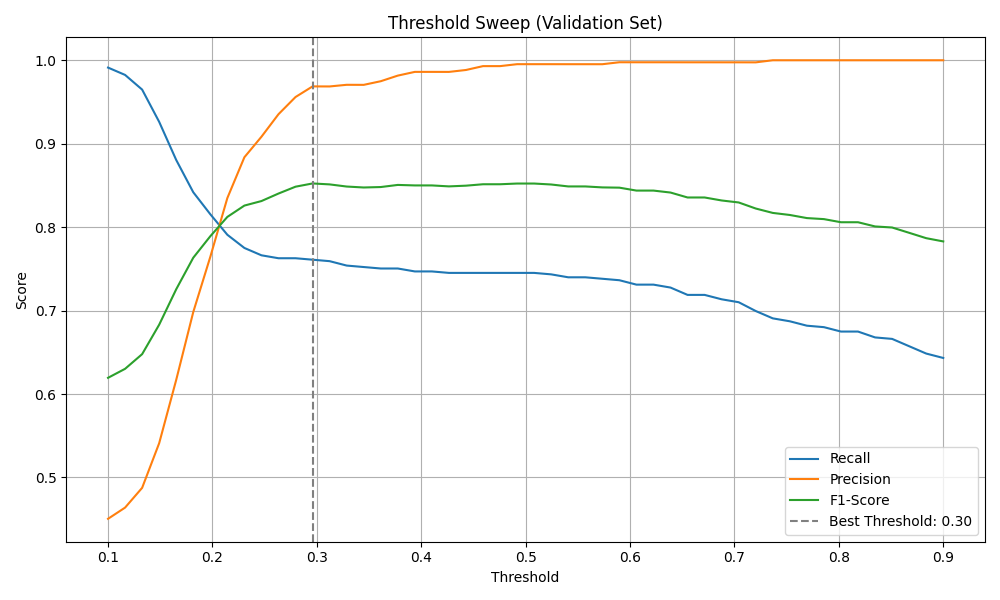 Threshold Sweep (Validation Set)
Score
1.0
0.9
0.8
0.7
0.6
0.5
0.1 0.2 0.3 0.4 0.5 0.6 0.7 0.8 0.9
Threshold
Recall
Precision
F1-Score
Best Threshold: 0.30